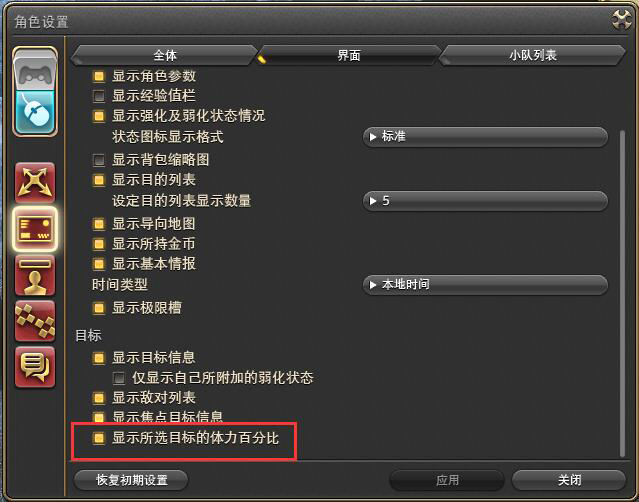 角色设置
全体
界面
小队列表
显示角色参数
显示经验值栏
显示强化及弱化状态情况
状态图标显示格式
标准
显示背包缩略图
显示目的列表
设定目的列表显示数量
5
显示导向地图
显示所持金币
显示基本情报
时间类型
本地时间
显示极限槽
目标
显示目标信息
仅显示自己所附加的弱化状态
显示敌对列表
显示焦点目标信息
显示所选目标的体力百分比
恢复初期设置
应用
关闭